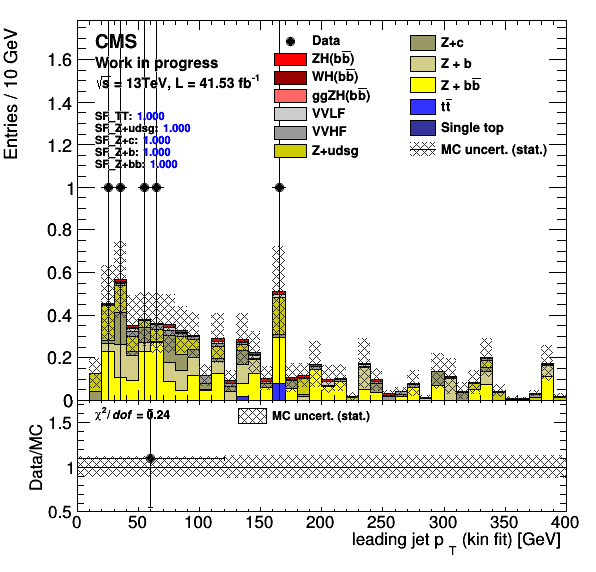 Entries / 10 GeV
CMS
Work in progress
√s = 13TeV, L = 41.53 fb⁻¹
SF_TT: 1.000
SF_Z+udsg: 1.000
SF_Z+c: 1.000
SF_Z+b: 1.000
SF_Z+bb: 1.000
Data
ZH(bb̅)
WH(bb̅)
ggZH(bb̅)
VVLF
VVHF
Z+udsg
Z+c
Z + b
Z + bb̅
tt̅
Single top
MC uncert. (stat.)
1.6
1.4
1.2
1
0.8
0.6
0.4
0.2
0
χ²/ dof = 0.24
MC uncert. (stat.)
Data/MC
1.5
1
0.5
0 50 100 150 200 250 300 350 400
leading jet p_T (kin fit) [GeV]